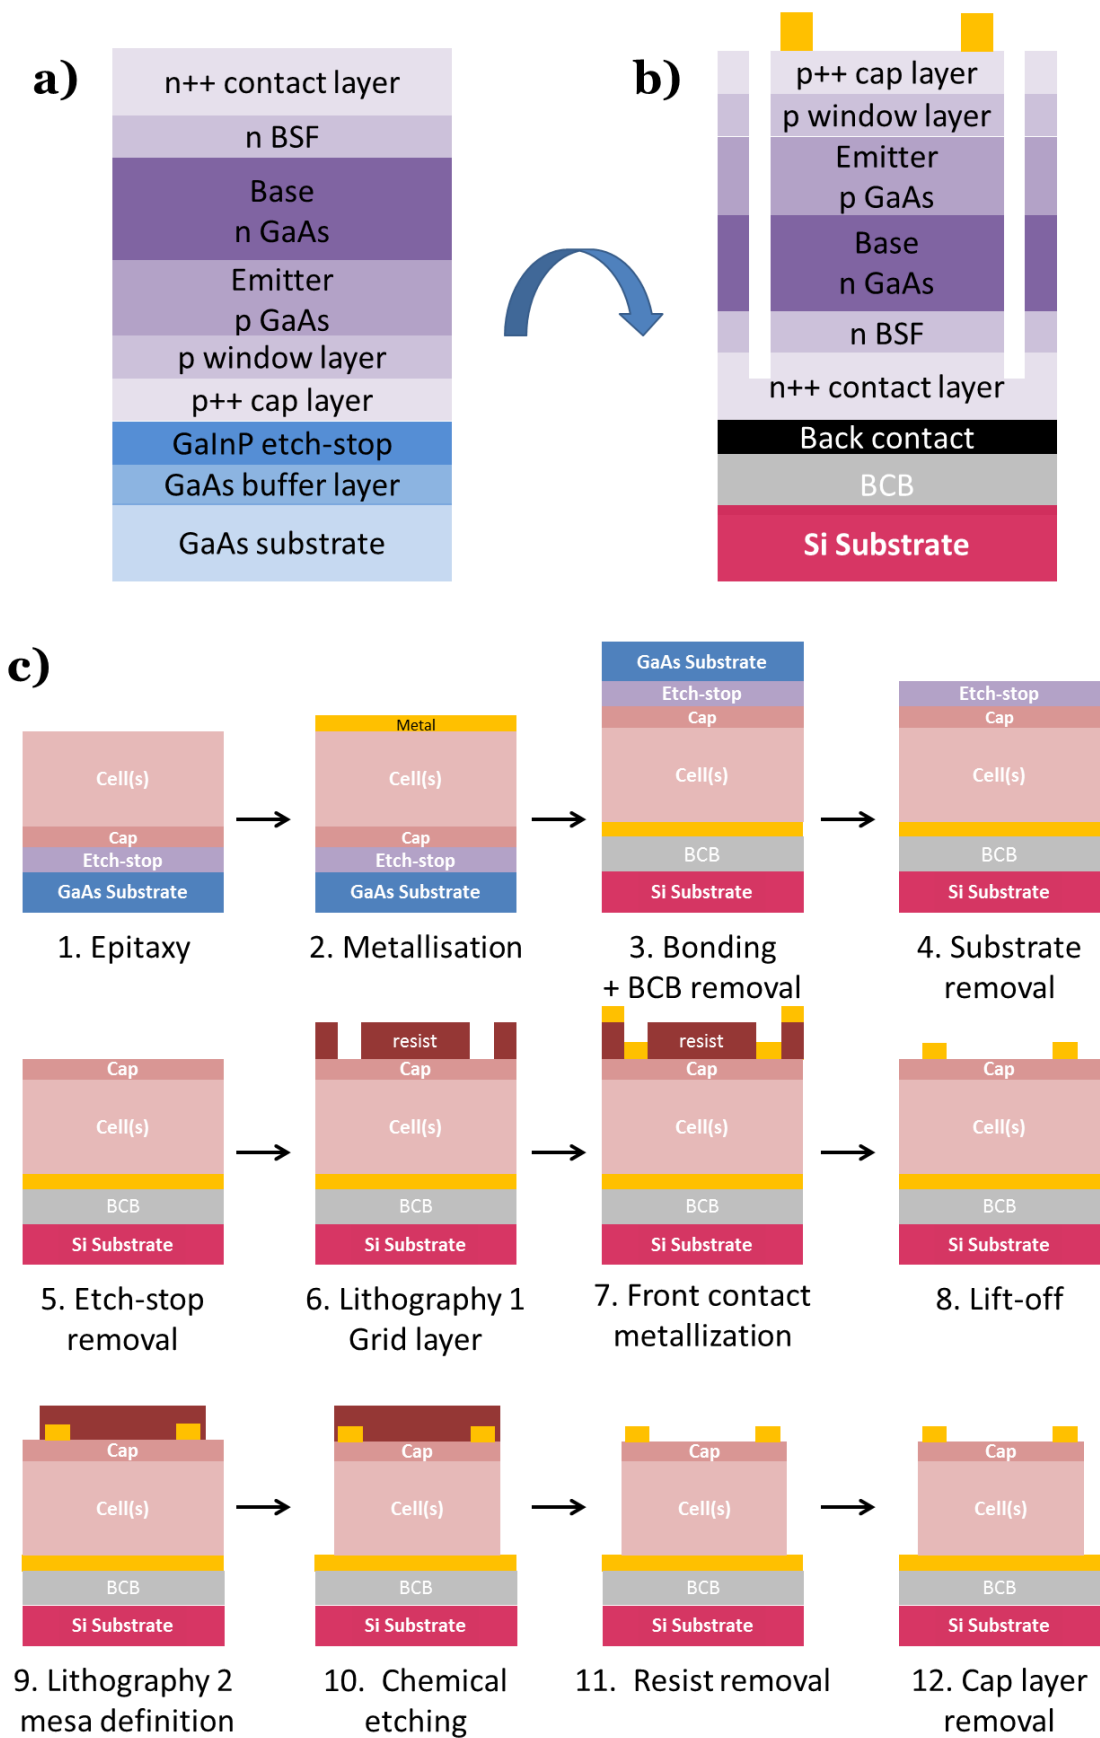 a)
n++ contact layer
n BSF
Base
n GaAs
Emitter
p GaAs
p window layer
p++ cap layer
GaInP etch-stop
GaAs buffer layer
GaAs substrate
b)
p++ cap layer
p window layer
Emitter
p GaAs
Base
n GaAs
n BSF
n++ contact layer
Back contact
BCB
Si Substrate
c)
Cell(s)
Cap
Etch-stop
GaAs Substrate
1. Epitaxy
Metal
Cell(s)
Cap
Etch-stop
GaAs Substrate
2. Metallisation
GaAs Substrate
Etch-stop
Cap
Cell(s)
BCB
Si Substrate
3. Bonding
+ BCB removal
Etch-stop
Cap
Cell(s)
BCB
Si Substrate
4. Substrate
removal
Cap
Cell(s)
BCB
Si Substrate
5. Etch-stop
removal
resist
Cap
Cell(s)
BCB
Si Substrate
6. Lithography 1
Grid layer
resist
Cap
Cell(s)
BCB
Si Substrate
7. Front contact
metallization
Cap
Cell(s)
BCB
Si Substrate
8. Lift-off
Cap
Cell(s)
BCB
Si Substrate
9. Lithography 2
mesa definition
Cap
Cell(s)
BCB
Si Substrate
10. Chemical
etching
Cap
Cell(s)
BCB
Si Substrate
11. Resist removal
Cap
Cell(s)
BCB
Si Substrate
12. Cap layer
removal